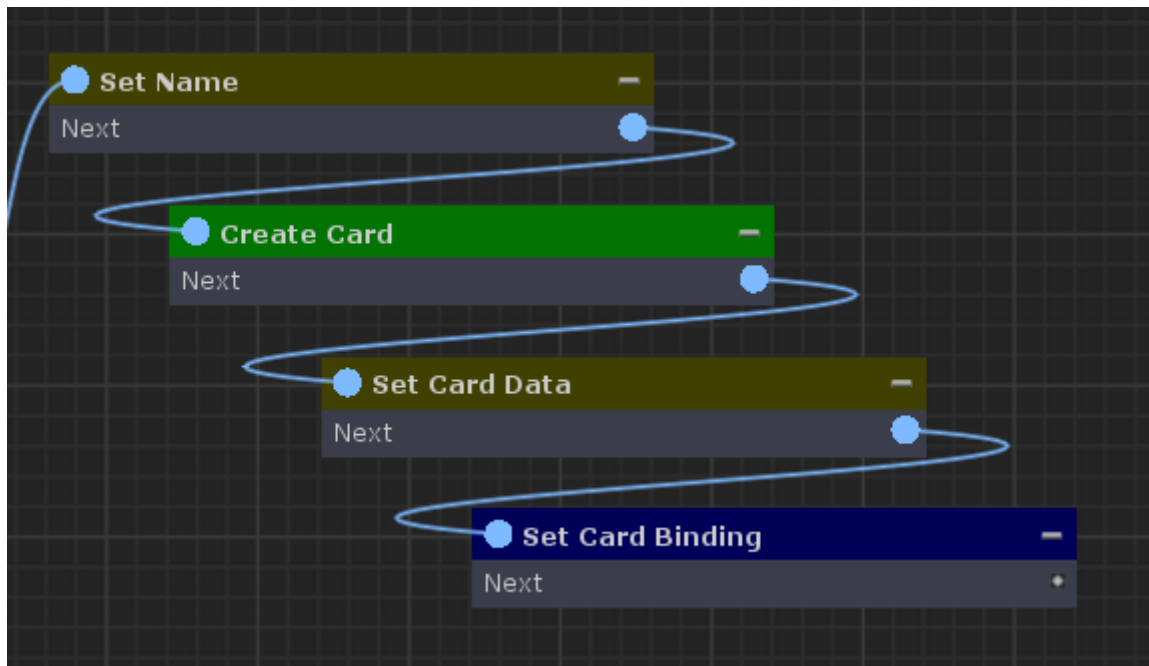 Set Name
Next
Create Card
Next
Set Card Data
Next
Set Card Binding
Next